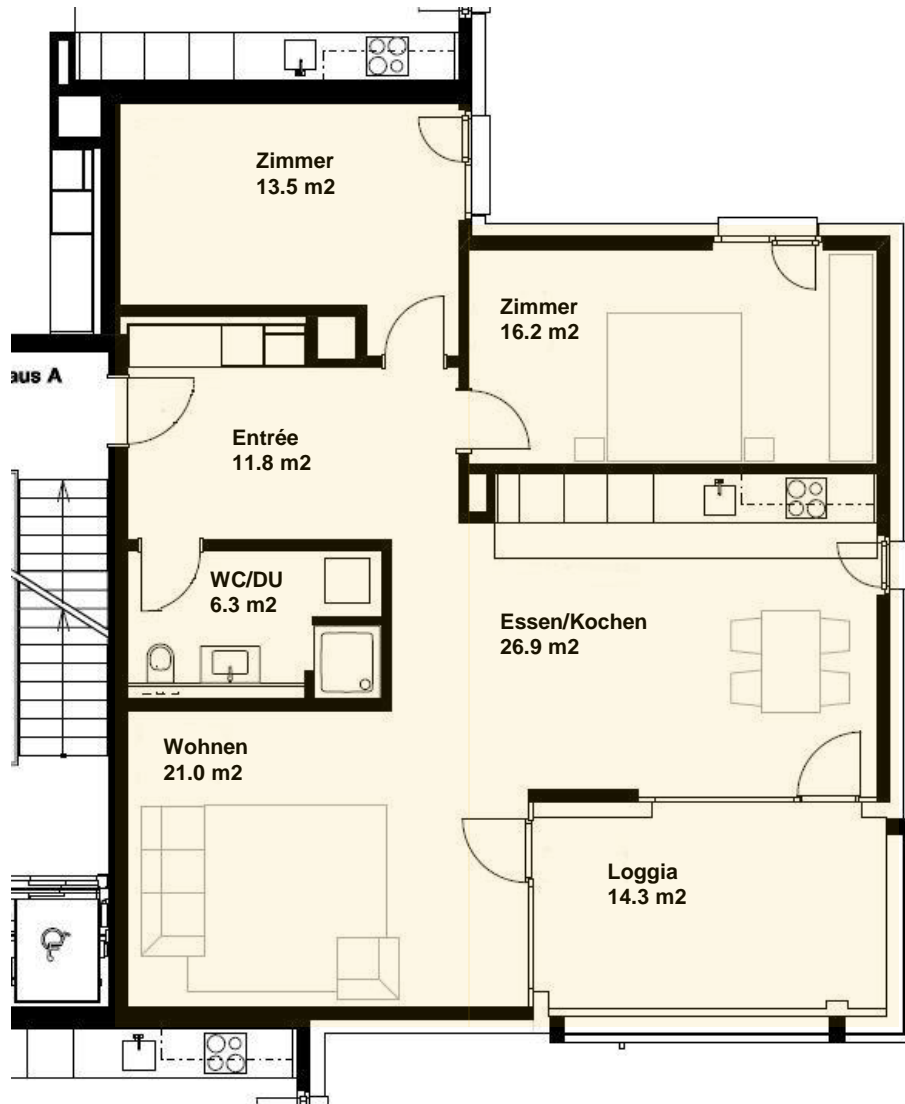 Zimmer
13.5 m2
Zimmer
16.2 m2
aus A
Entrée
11.8 m2
WC/DU
6.3 m2
Essen/Kochen
26.9 m2
Wohnen
21.0 m2
Loggia
14.3 m2